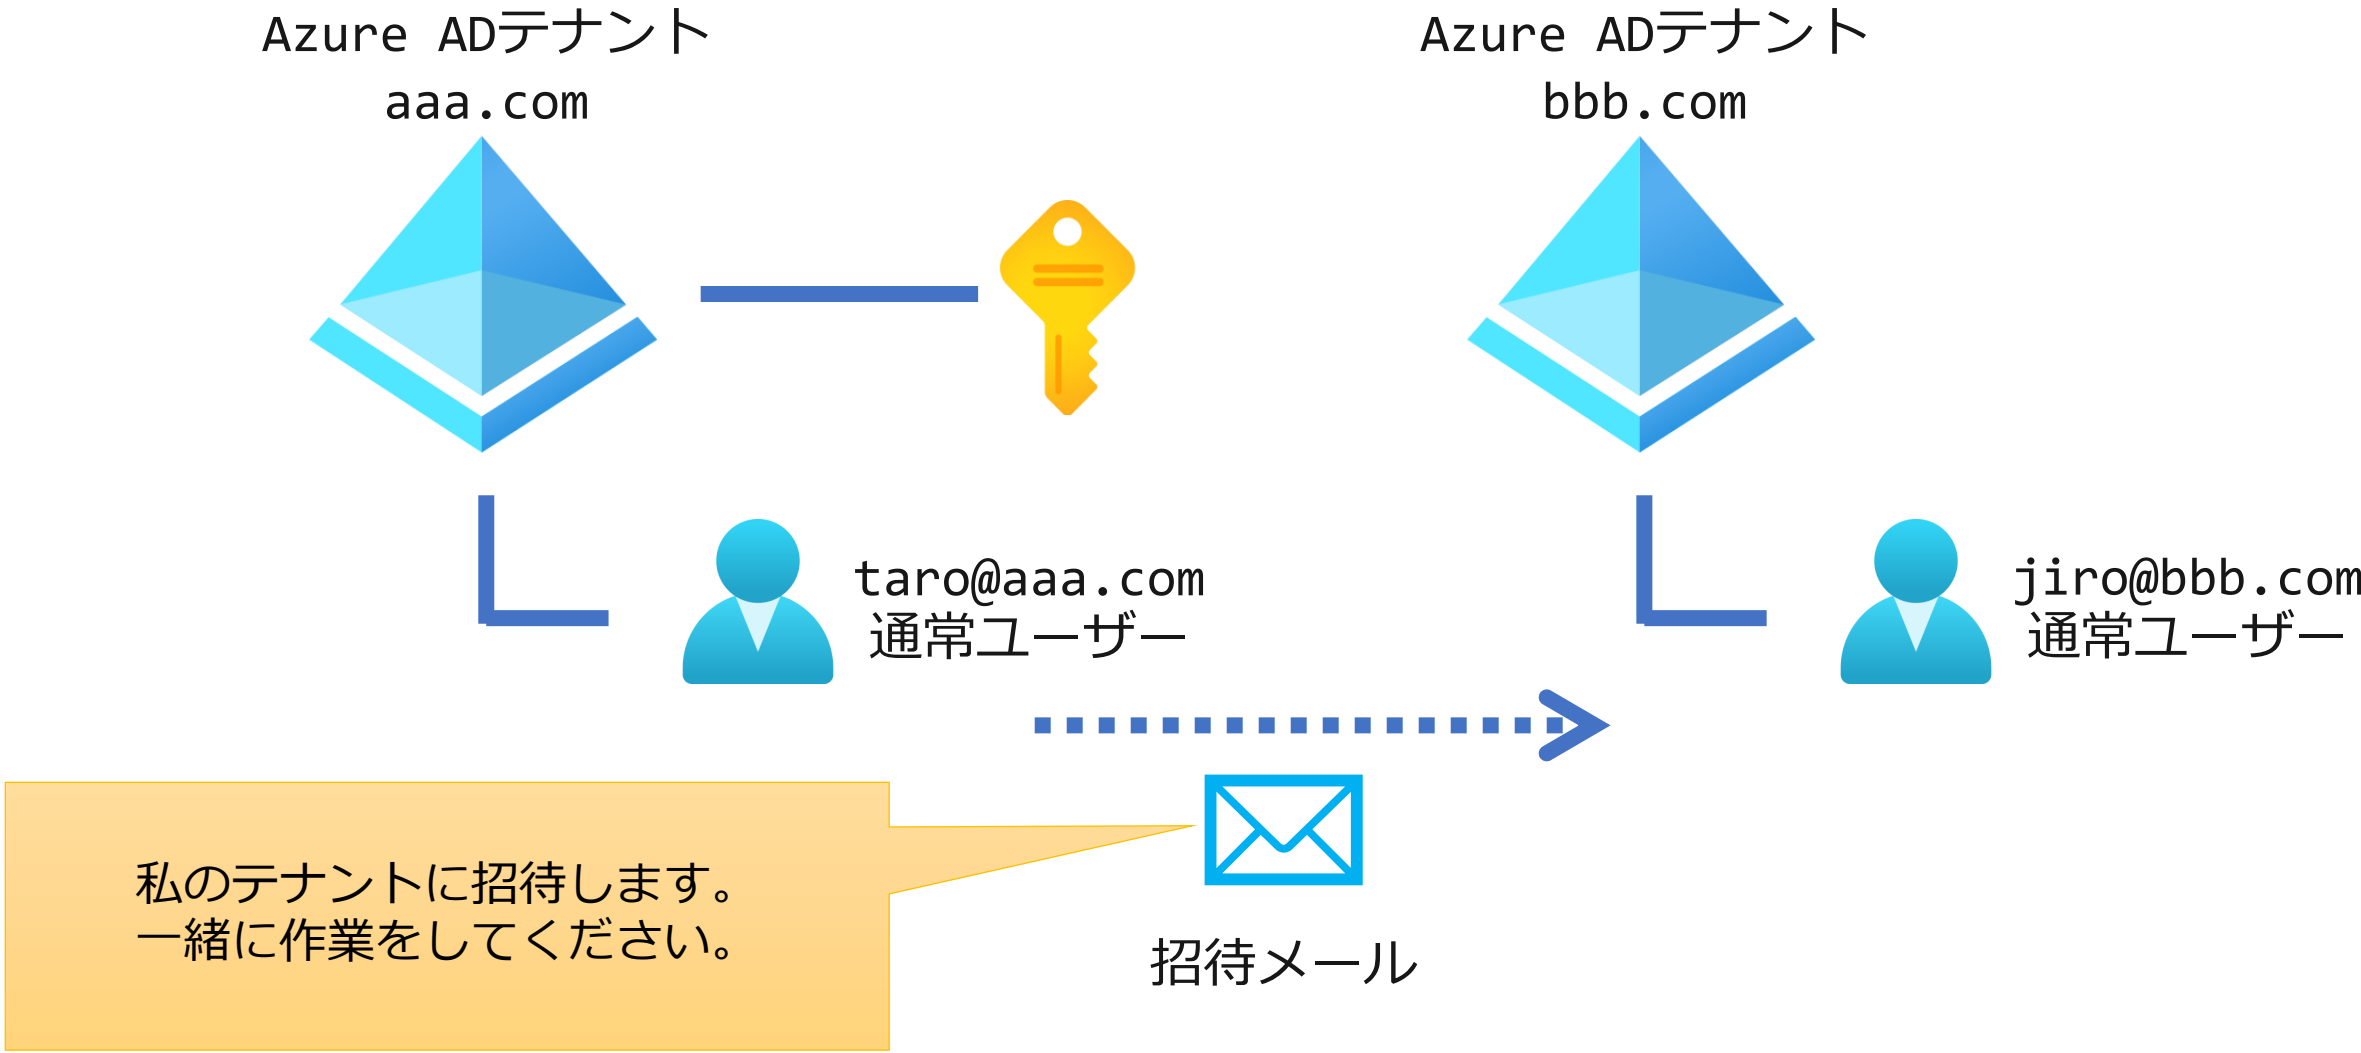 Azure ADテナント
aaa.com
Azure ADテナント
bbb.com
taro@aaa.com
通常ユーザー
jiro@bbb.com
通常ユーザー
私のテナントに招待します。
一緒に作業をしてください。
招待メール